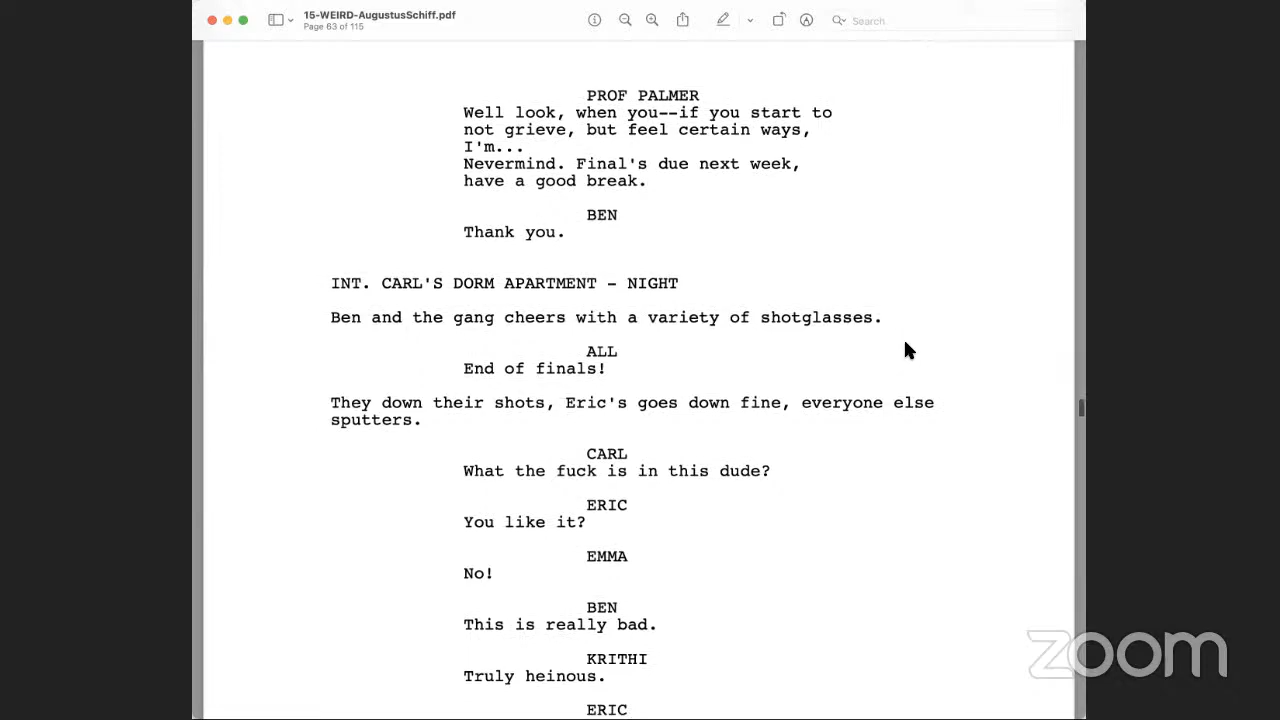 15-WEIRD-AugustusSchiff.pdf
Page 63 of 115
Search
PROF PALMER
Well look, when you--if you start to
not grieve, but feel certain ways,
I'm...
Nevermind. Final's due next week,
have a good break.
BEN
Thank you.
INT. CARL'S DORM APARTMENT - NIGHT
Ben and the gang cheers with a variety of shotglasses.
ALL
End of finals!
They down their shots, Eric's goes down fine, everyone else
sputters.
CARL
What the fuck is in this dude?
ERIC
You like it?
EMMA
No!
BEN
This is really bad.
KRITHI
Truly heinous.
ERIC
zoom